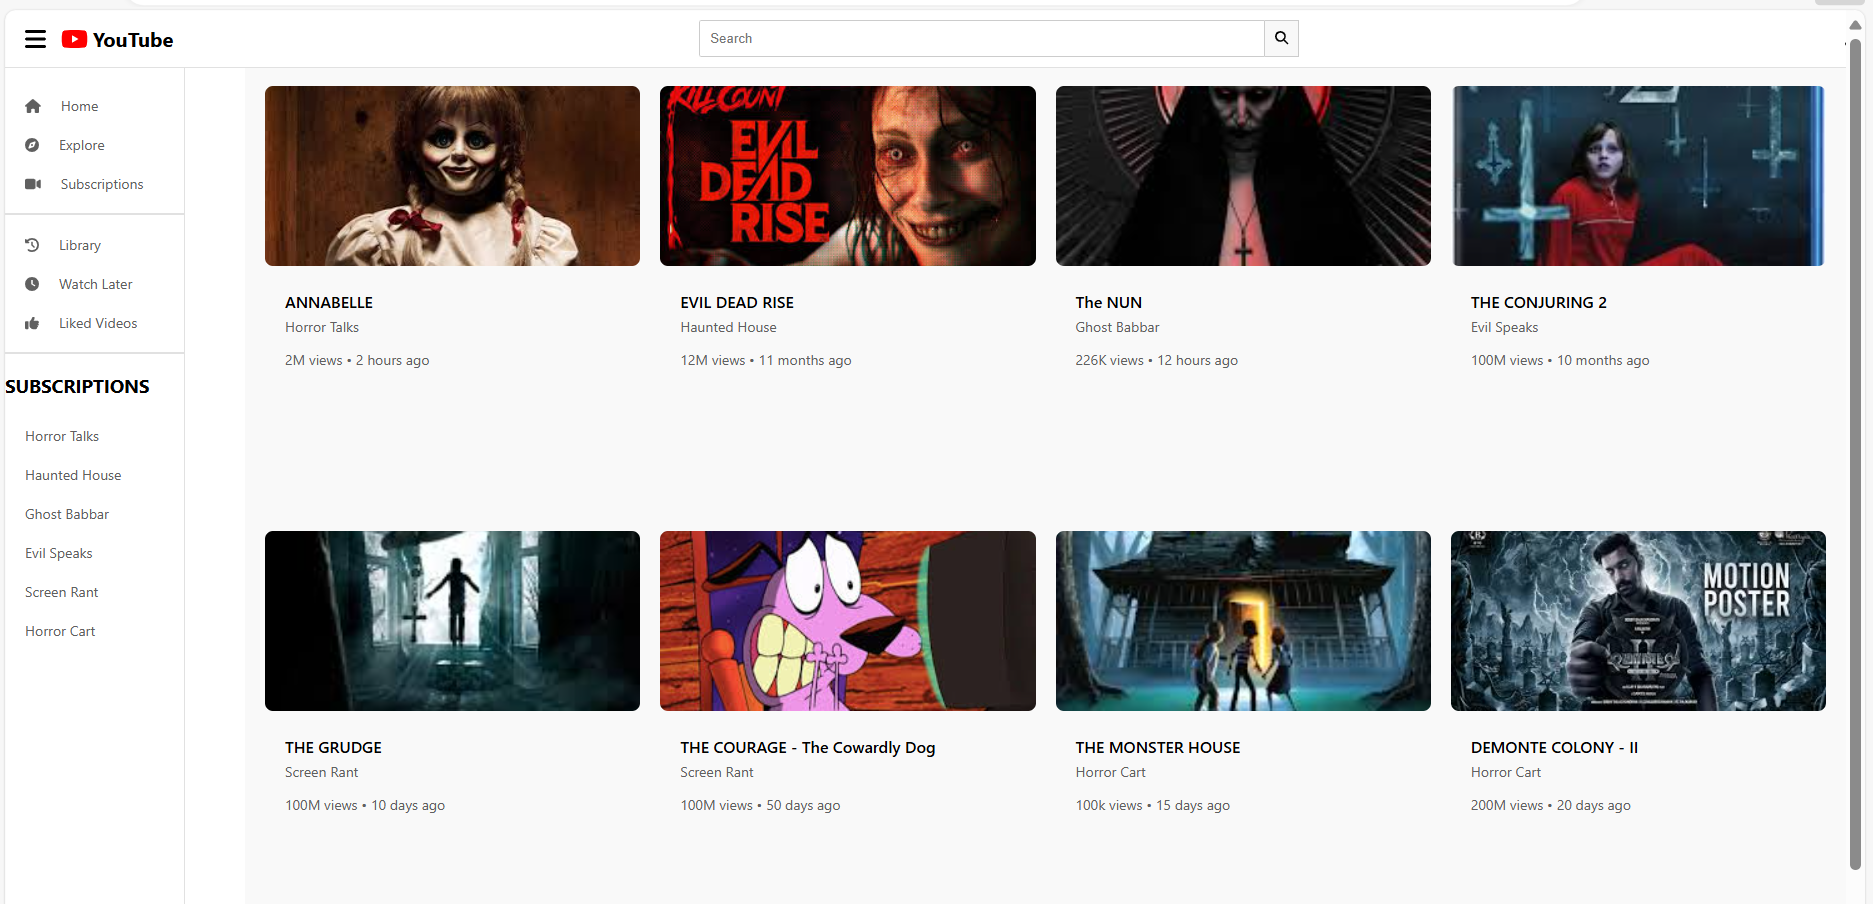 YouTube
Search
Home
Explore
Subscriptions
Library
Watch Later
Liked Videos
SUBSCRIPTIONS
Horror Talks
Haunted House
Ghost Babbar
Evil Speaks
Screen Rant
Horror Cart
KILL COUNT
EVIL
DEAD
RISE
2
ANNABELLE
Horror Talks
2M views • 2 hours ago
EVIL DEAD RISE
Haunted House
12M views • 11 months ago
The NUN
Ghost Babbar
226K views • 12 hours ago
THE CONJURING 2
Evil Speaks
100M views • 10 months ago
MOTION
POSTER
II
THE GRUDGE
Screen Rant
100M views • 10 days ago
THE COURAGE - The Cowardly Dog
Screen Rant
100M views • 50 days ago
THE MONSTER HOUSE
Horror Cart
100k views • 15 days ago
DEMONTE COLONY - II
Horror Cart
200M views • 20 days ago